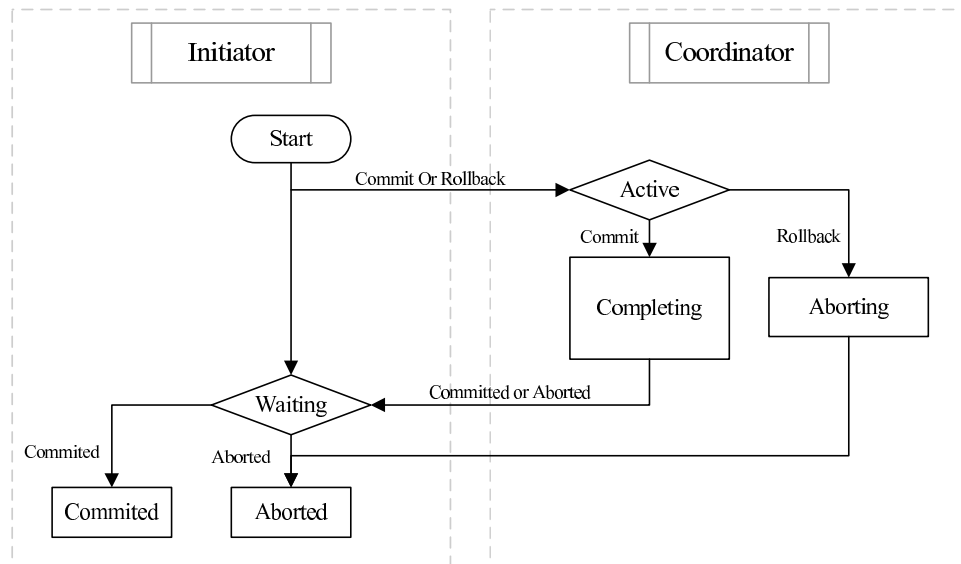 Initiator
Coordinator
Start
Commit Or Rollback
Active
Commit
Rollback
Completing
Aborting
Waiting
Committed or Aborted
Commited
Aborted
Commited
Aborted